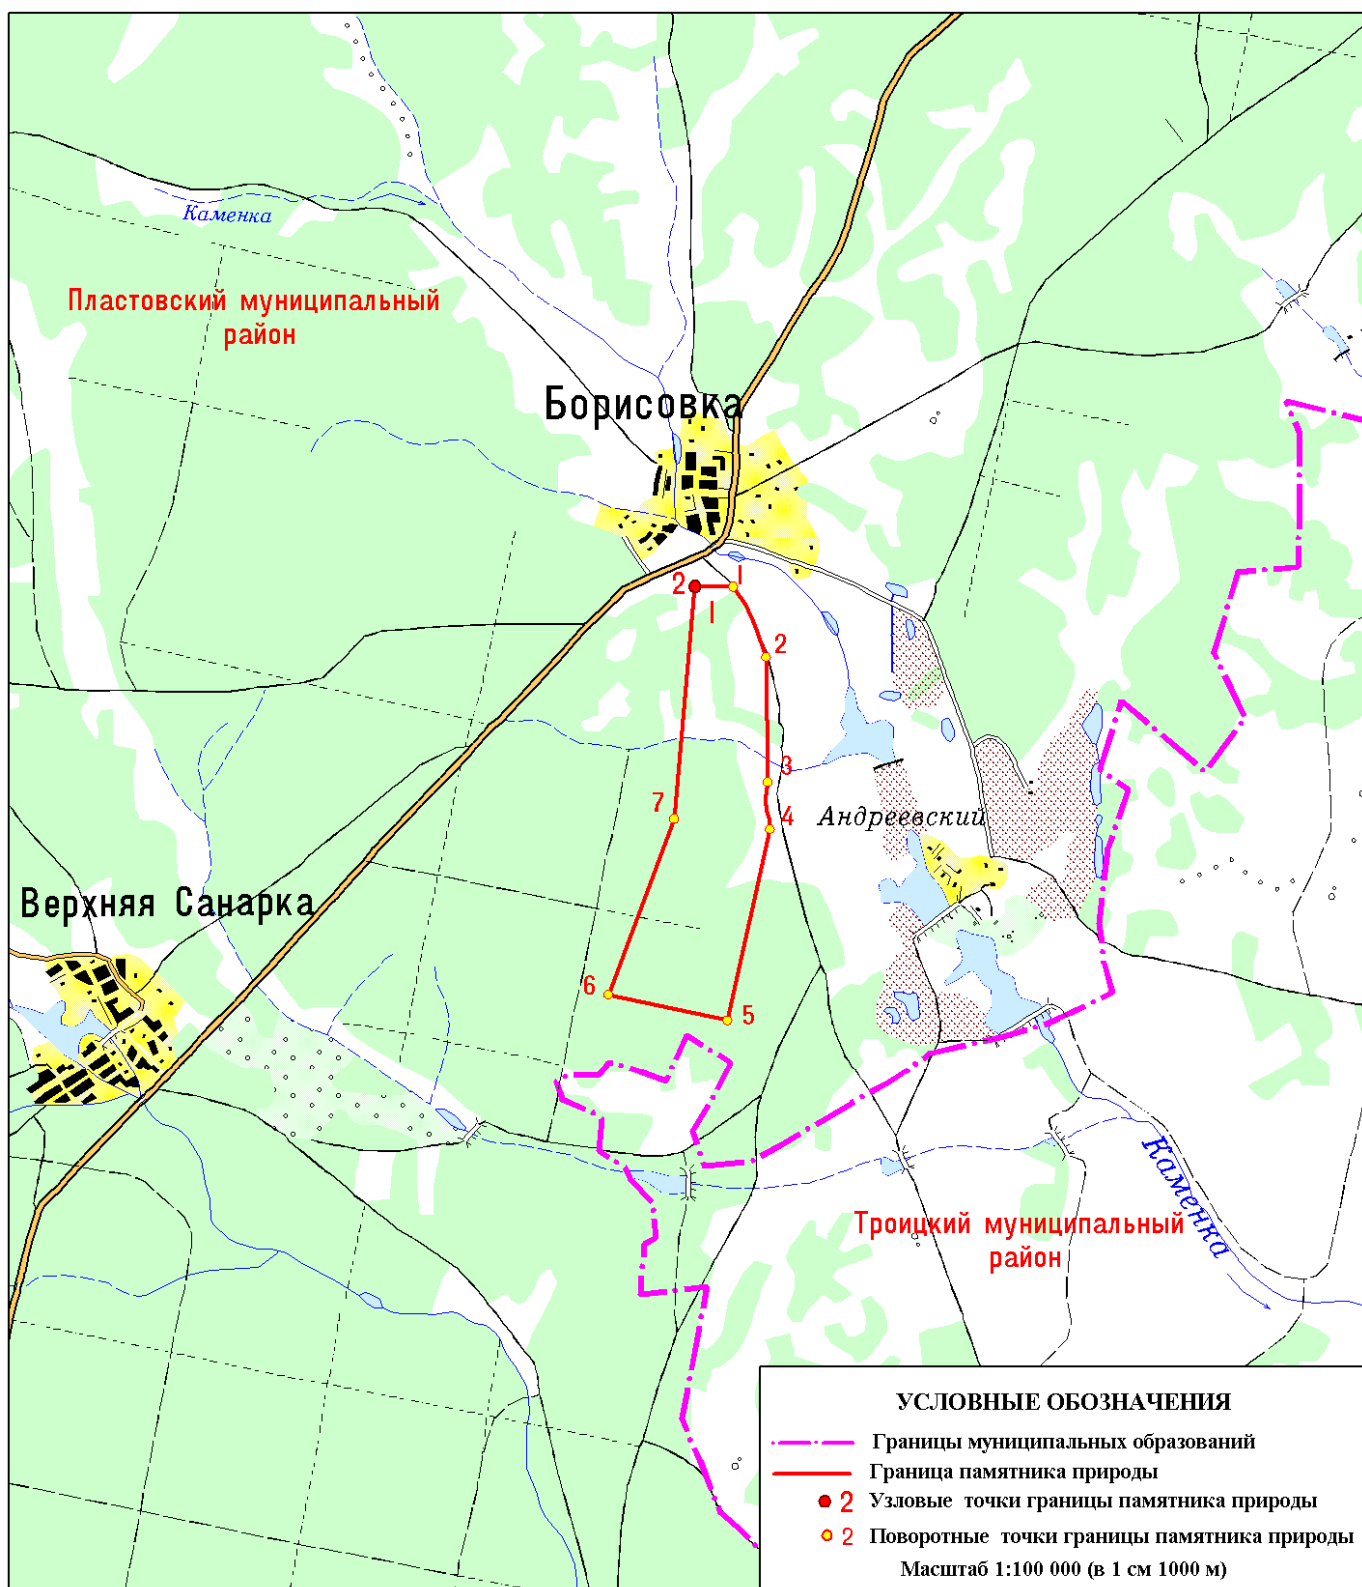 Каменка
Пластовский муниципальный
район
Борисовка
2
1
1
2
3
4
7
Андреевский
Верхняя Санарка
6
5
Каменка
Троицкий муниципальный
район
УСЛОВНЫЕ ОБОЗНАЧЕНИЯ
Границы муниципальных образований
Граница памятника природы
2 Узловые точки границы памятника природы
2 Поворотные точки границы памятника природы
Масштаб 1:100 000 (в 1 см 1000 м)